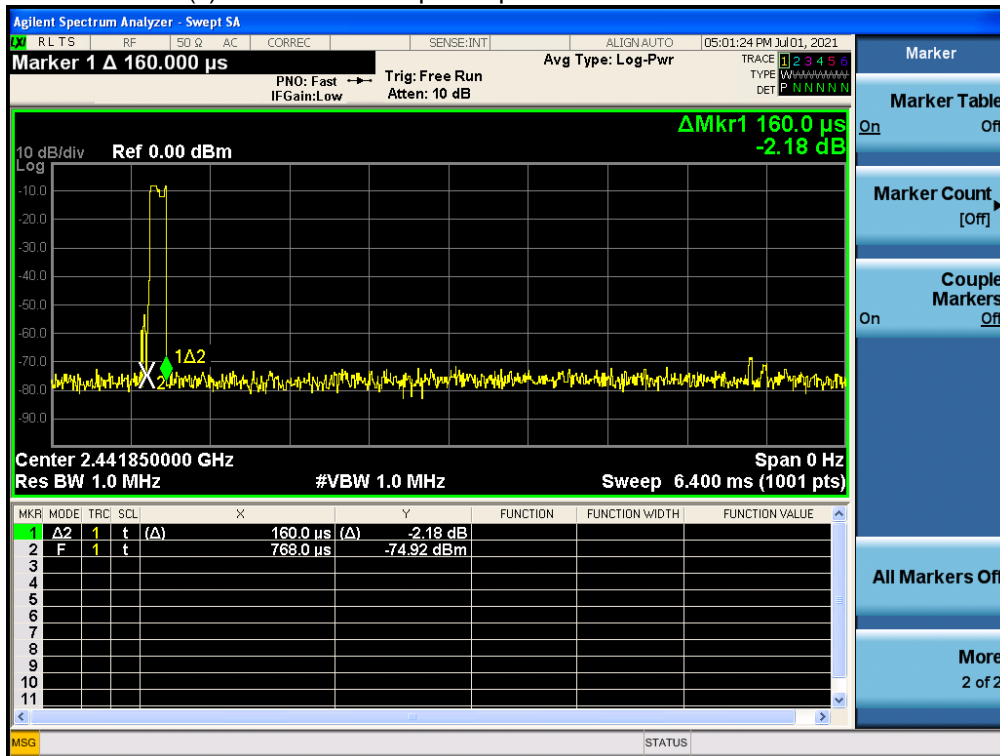 Agilent Spectrum Analyzer - Swept SA
LXI RLTS RF 50 Ω AC CORREC SENSE:INT ALIGN AUTO 05:01:24 PM Jul 01, 2021
Marker 1 Δ 160.000 µs
PNO: Fast
IFGain:Low
Trig: Free Run
Atten: 10 dB
Avg Type: Log-Pwr
TRACE 1 2 3 4 5 6
TYPE
DET P N N N N N
ΔMkr1 160.0 µs
-2.18 dB
10 dB/div Ref 0.00 dBm
Log
-10.0
-20.0
-30.0
-40.0
-50.0
-60.0
-70.0
-80.0
-90.0
1Δ2
2
Center 2.441850000 GHz Span 0 Hz
Res BW 1.0 MHz #VBW 1.0 MHz Sweep 6.400 ms (1001 pts)
MKR MODE TRC SCL X Y FUNCTION FUNCTION WIDTH FUNCTION VALUE
1 Δ2 1 t (Δ) 160.0 µs (Δ) -2.18 dB
2 F 1 t 768.0 µs -74.92 dBm
3
4
5
6
7
8
9
10
11
MSG STATUS
Marker
Marker Table
On Off
Marker Count
[Off]
Couple
Markers
On Off
All Markers Off
More
2 of 2